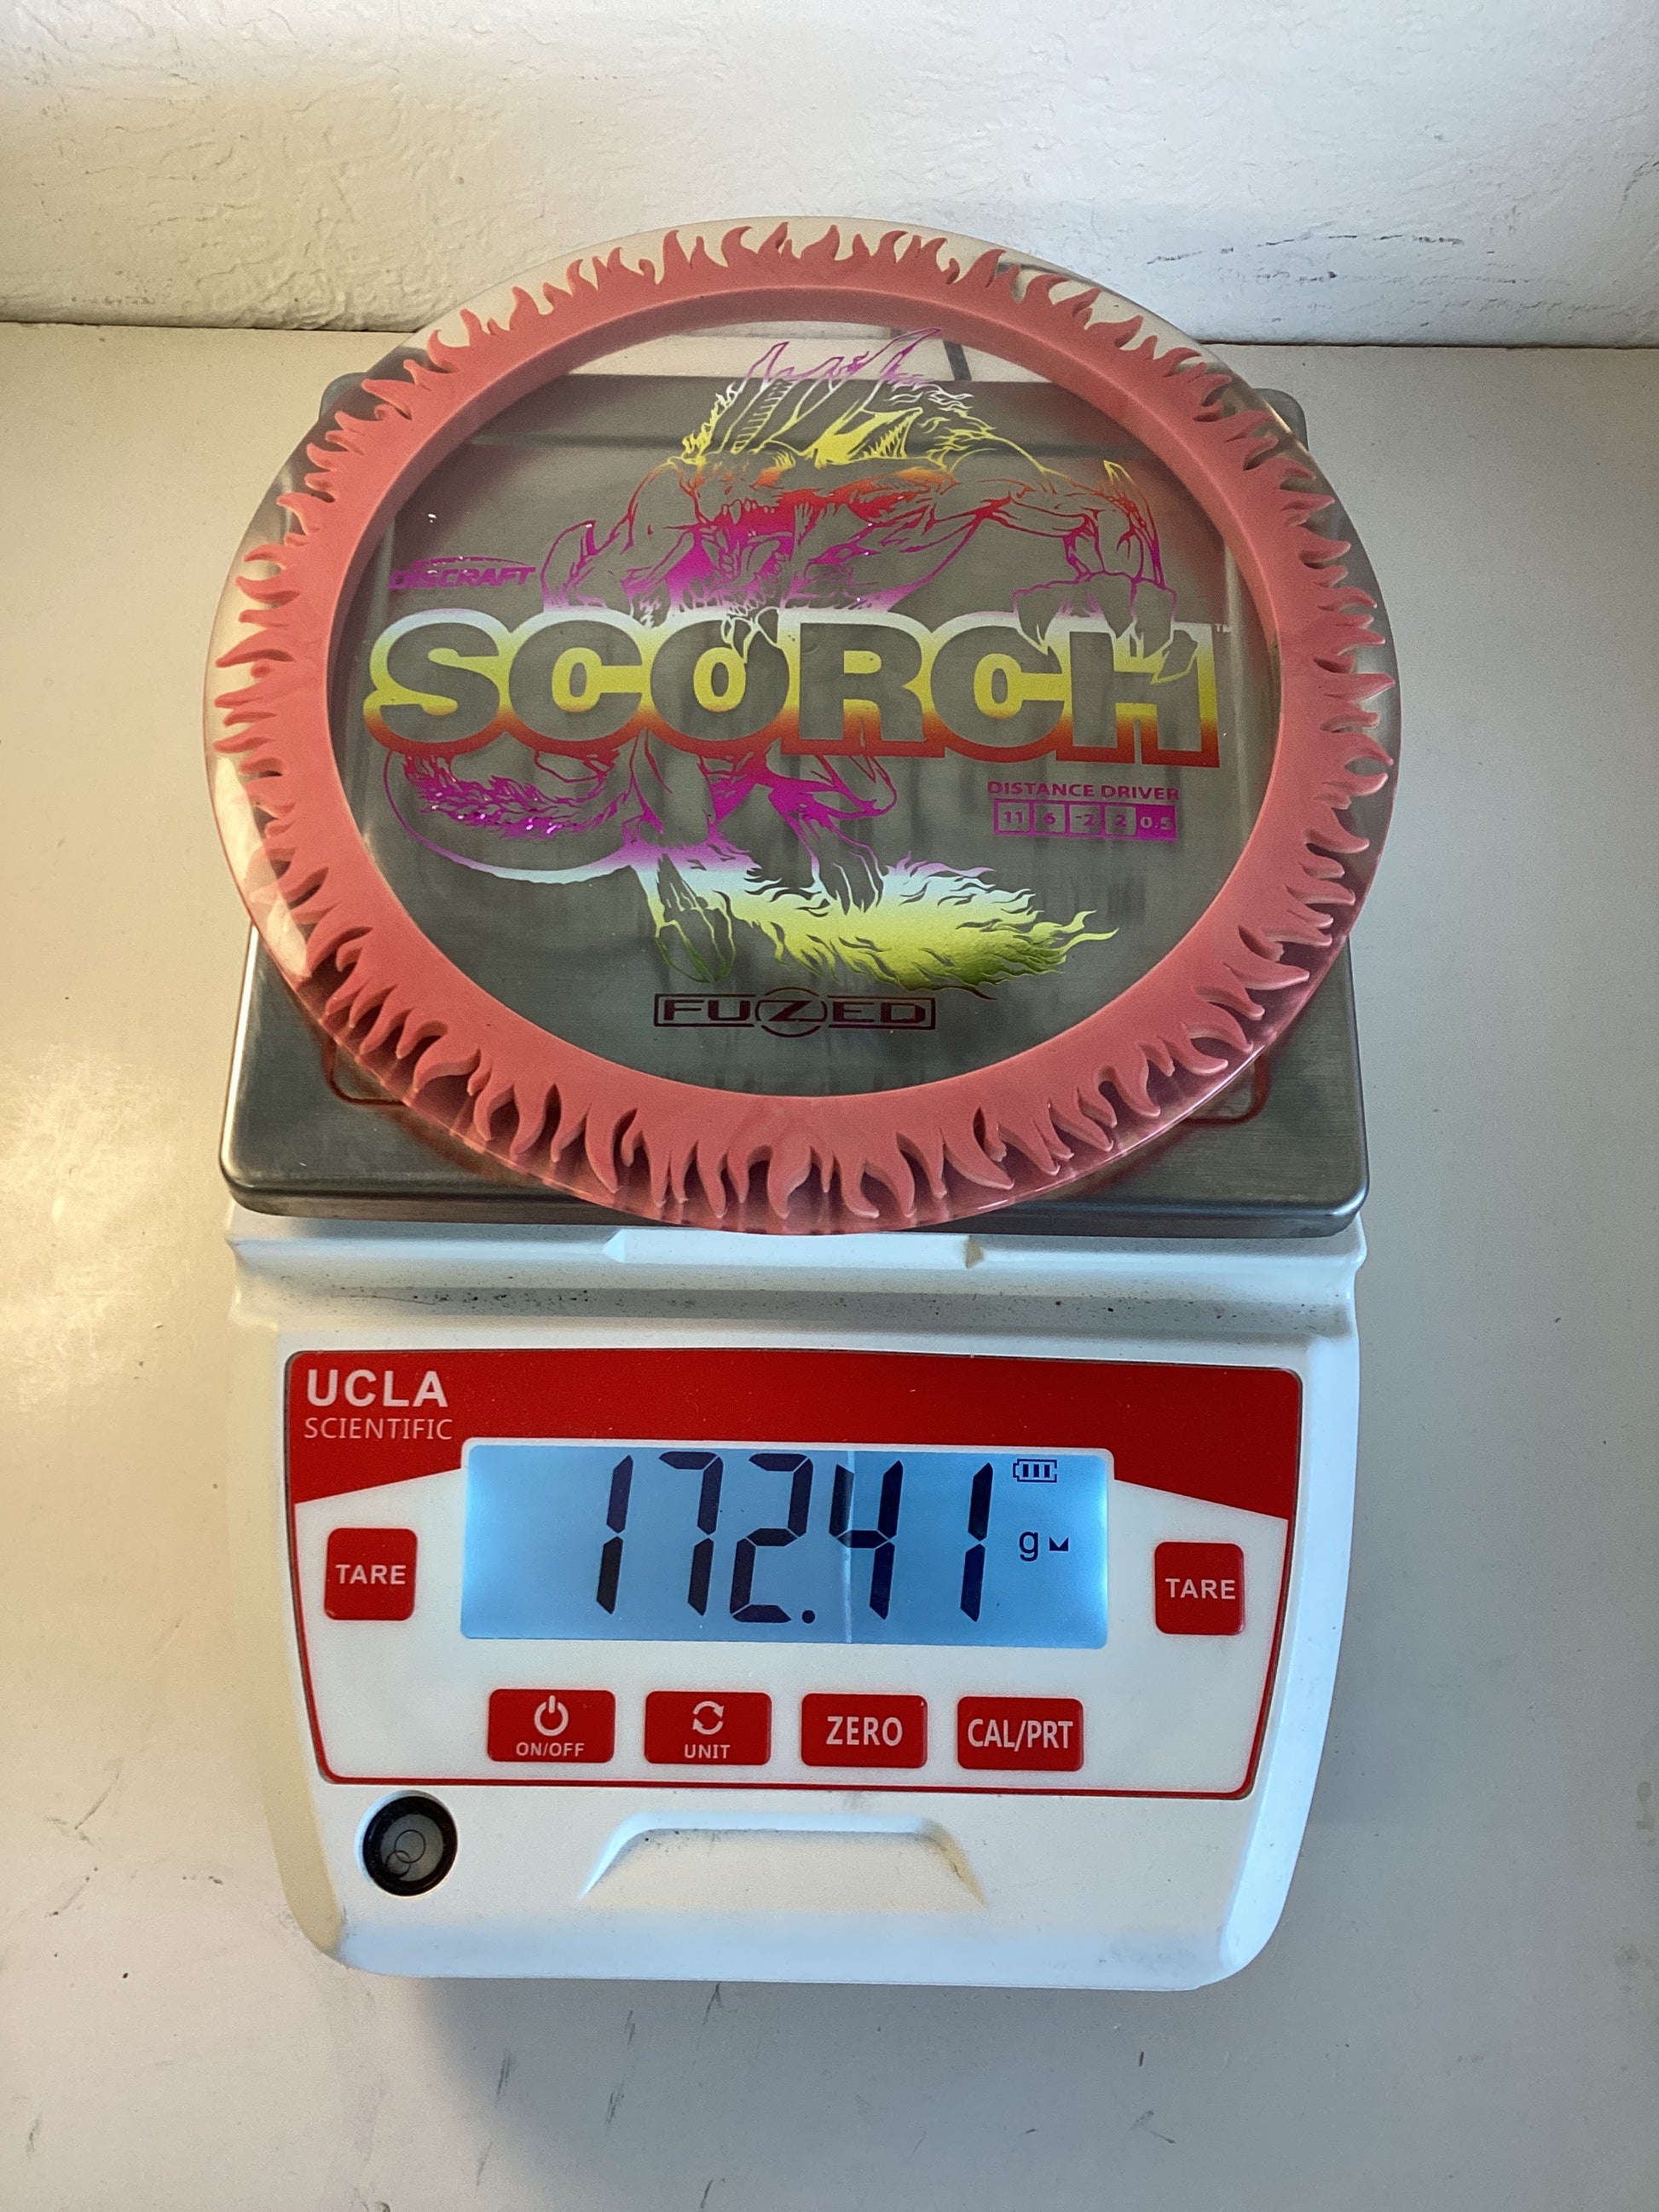 DISCRAFT
SCORCH™
DISTANCE DRIVER
11 6 -2 2 0.5
FUZED
UCLA
SCIENTIFIC
172.41 g
TARE
TARE
ON/OFF
UNIT
ZERO
CAL/PRT